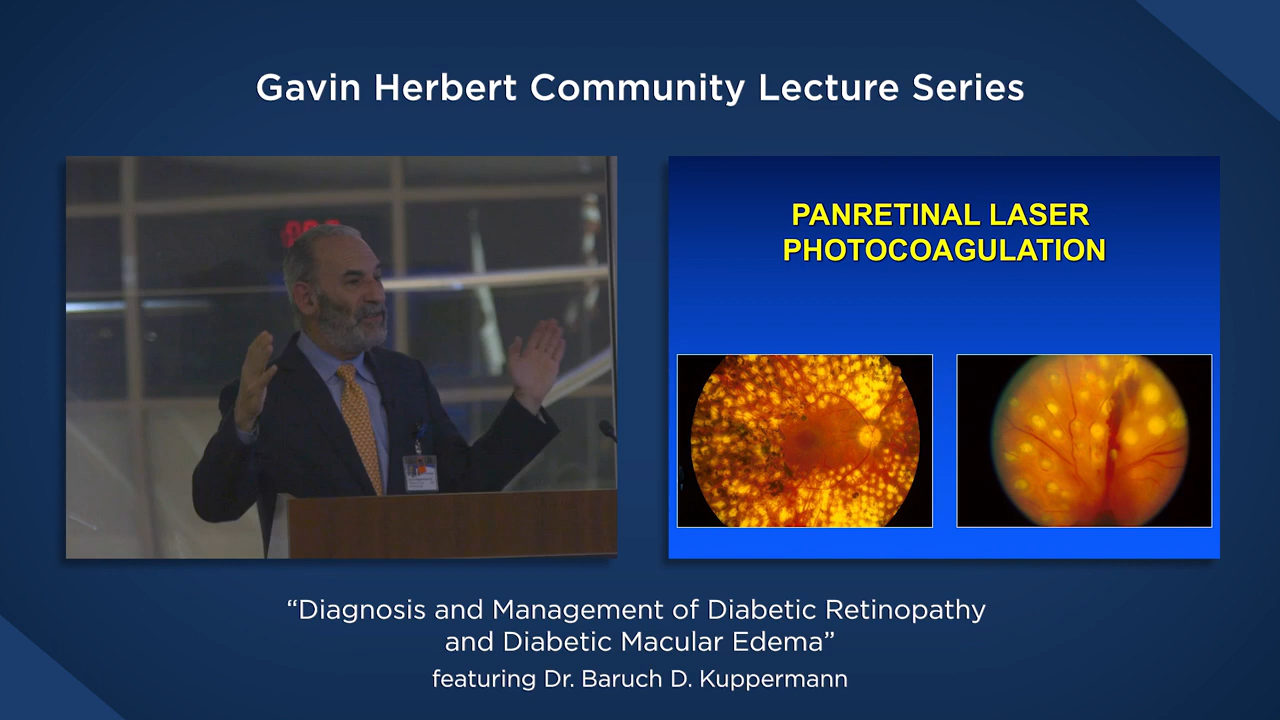 Gavin Herbert Community Lecture Series
PANRETINAL LASER
PHOTOCOAGULATION
“Diagnosis and Management of Diabetic Retinopathy
and Diabetic Macular Edema”
featuring Dr. Baruch D. Kuppermann